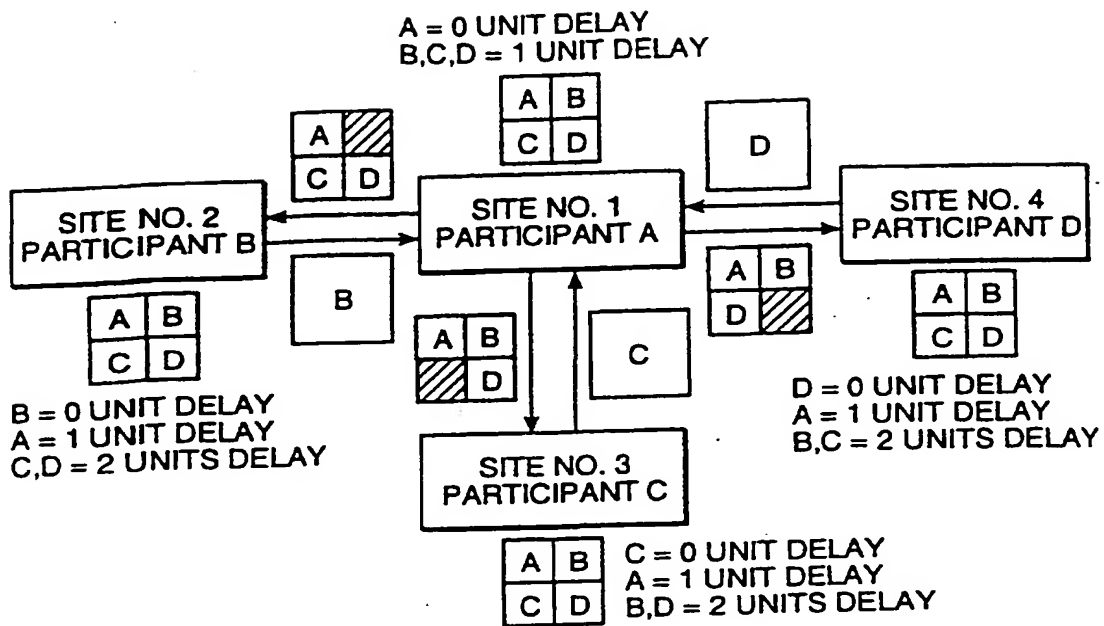 A = 0 UNIT DELAY
B,C,D = 1 UNIT DELAY
A B
C D
A
C D
D
SITE NO. 2
PARTICIPANT B
SITE NO. 1
PARTICIPANT A
SITE NO. 4
PARTICIPANT D
B
A B
D
A B
C D
A B
D
C
A B
C D
B = 0 UNIT DELAY
A = 1 UNIT DELAY
C,D = 2 UNITS DELAY
D = 0 UNIT DELAY
A = 1 UNIT DELAY
B,C = 2 UNITS DELAY
SITE NO. 3
PARTICIPANT C
A B
C D
C = 0 UNIT DELAY
A = 1 UNIT DELAY
B,D = 2 UNITS DELAY